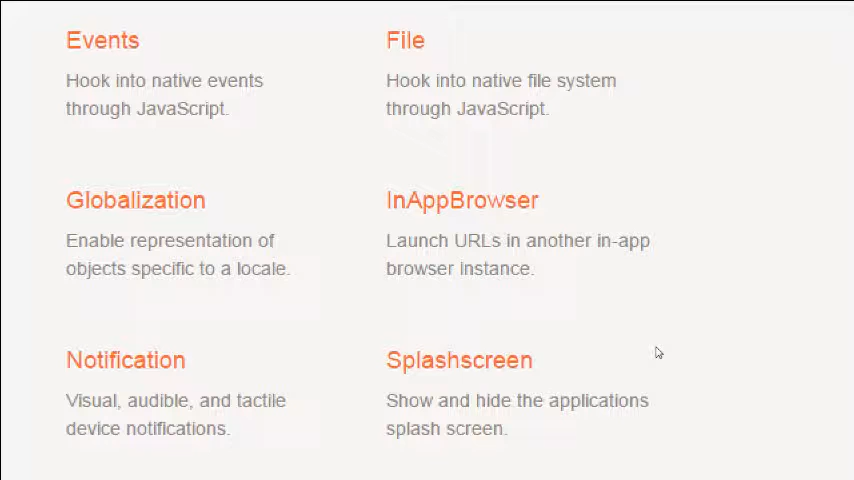 Events
Hook into native events
through JavaScript.
File
Hook into native file system
through JavaScript.
Globalization
Enable representation of
objects specific to a locale.
InAppBrowser
Launch URLs in another in-app
browser instance.
Notification
Visual, audible, and tactile
device notifications.
Splashscreen
Show and hide the applications
splash screen.